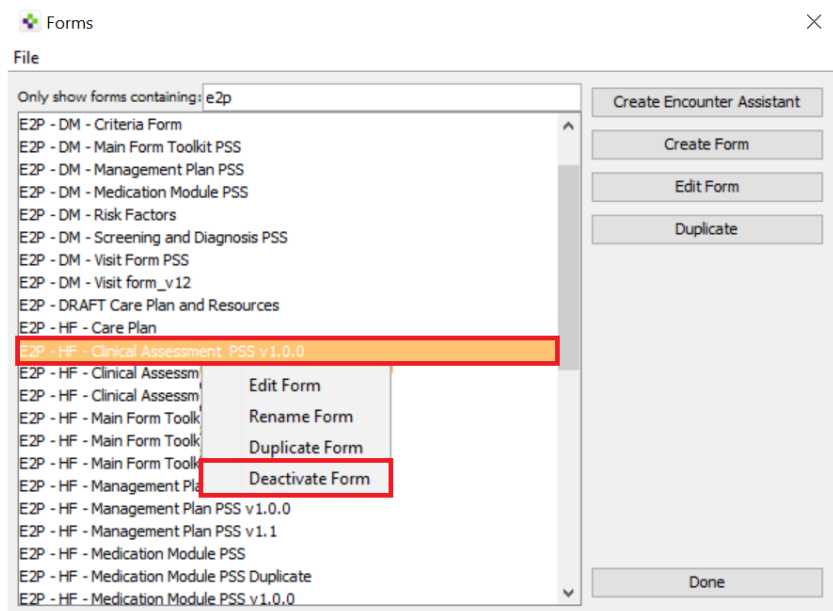 Forms
File
Only show forms containing: e2p
Create Encounter Assistant
Create Form
Edit Form
Duplicate
E2P - DM - Criteria Form
E2P - DM - Main Form Toolkit PSS
E2P - DM - Management Plan PSS
E2P - DM - Medication Module PSS
E2P - DM - Risk Factors
E2P - DM - Screening and Diagnosis PSS
E2P - DM - Visit Form PSS
E2P - DM - Visit form_v12
E2P - DRAFT Care Plan and Resources
E2P - HF - Care Plan
E2P - HF - Clinical Assessment PSS v1.0.0
E2P - HF - Clinical Assessm
E2P - HF - Clinical Assessm
E2P - HF - Main Form Toolk
E2P - HF - Main Form Toolk
E2P - HF - Main Form Toolk
E2P - HF - Management Pla
E2P - HF - Management Plan PSS v1.0.0
E2P - HF - Management Plan PSS v1.1
E2P - HF - Medication Module PSS
E2P - HF - Medication Module PSS Duplicate
E2P - HF - Medication Module PSS v1.0.0
Edit Form
Rename Form
Duplicate Form
Deactivate Form
Done